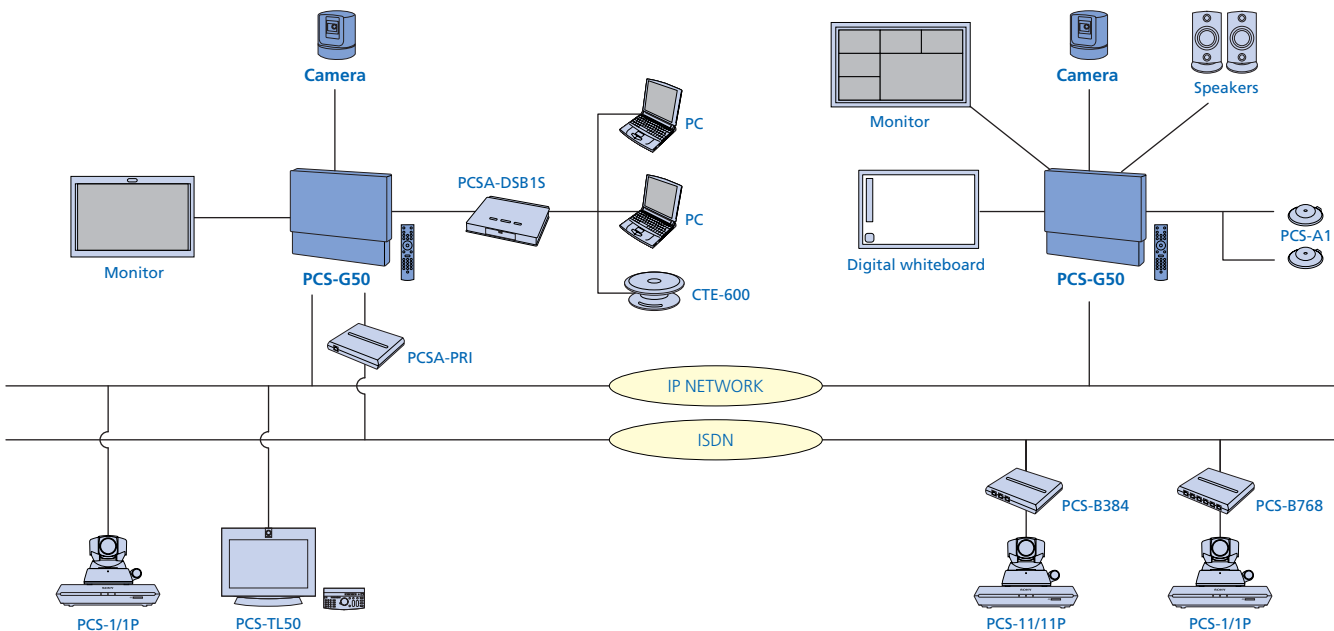 Camera
Camera
Speakers
Monitor
PC
PCSA-DSB1S
PC
Monitor
PCS-G50
CTE-600
Digital whiteboard
PCS-G50
PCS-A1
PCSA-PRI
IP NETWORK
ISDN
PCS-B384
PCS-B768
PCS-1/1P
PCS-TL50
PCS-11/11P
PCS-1/1P